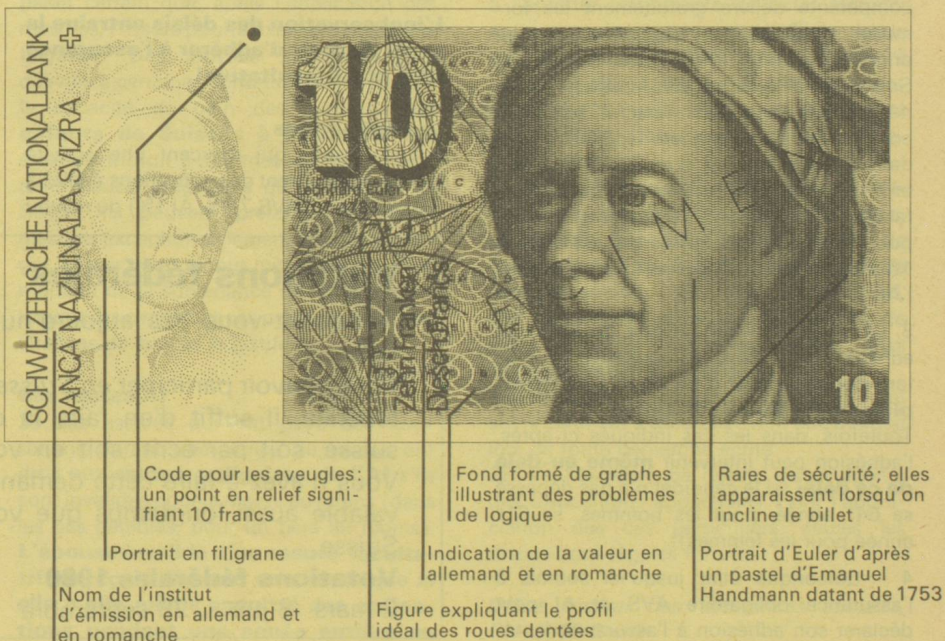 SCHWEIZERISCHE NATIONALBANK
BANCA NAZIUNALA SVIZRA
10
Leonhard Euler
1707-1783
Zehn Franken
Desch Francs
SPECIMEN
10
Code pour les aveugles;
un point en relief signi-
fiant 10 francs
Portrait en filigrane
Nom de l'institut
d'émission en allemand et
en romanche
Fond formé de graphes
illustrant des problèmes
de logique
Indication de la valeur en
allemand et en romanche
Figure expliquant le profil
idéal des roues dentées
Raies de sécurité; elles
apparaissent lorsqu'on
incline le billet
Portrait d'Euler d'après
un pastel d'Emanuel
Handmann datant de 1753